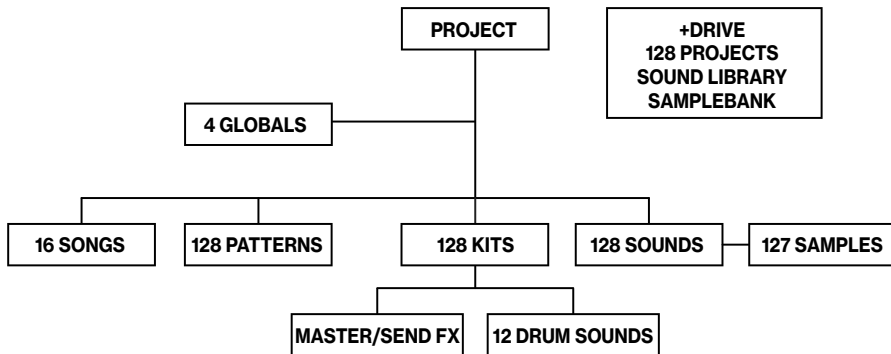 PROJECT
+DRIVE
128 PROJECTS
SOUND LIBRARY
SAMPLEBANK
4 GLOBALS
16 SONGS
128 PATTERNS
128 KITS
128 SOUNDS
127 SAMPLES
MASTER/SEND FX
12 DRUM SOUNDS